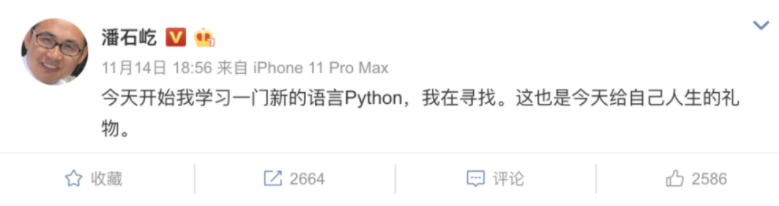 潘石屹
11月14日 18:56 来自 iPhone 11 Pro Max
今天开始我学习一门新的语言Python，我在寻找。这也是今天给自己人生的礼
物。
收藏 2664 评论 2586